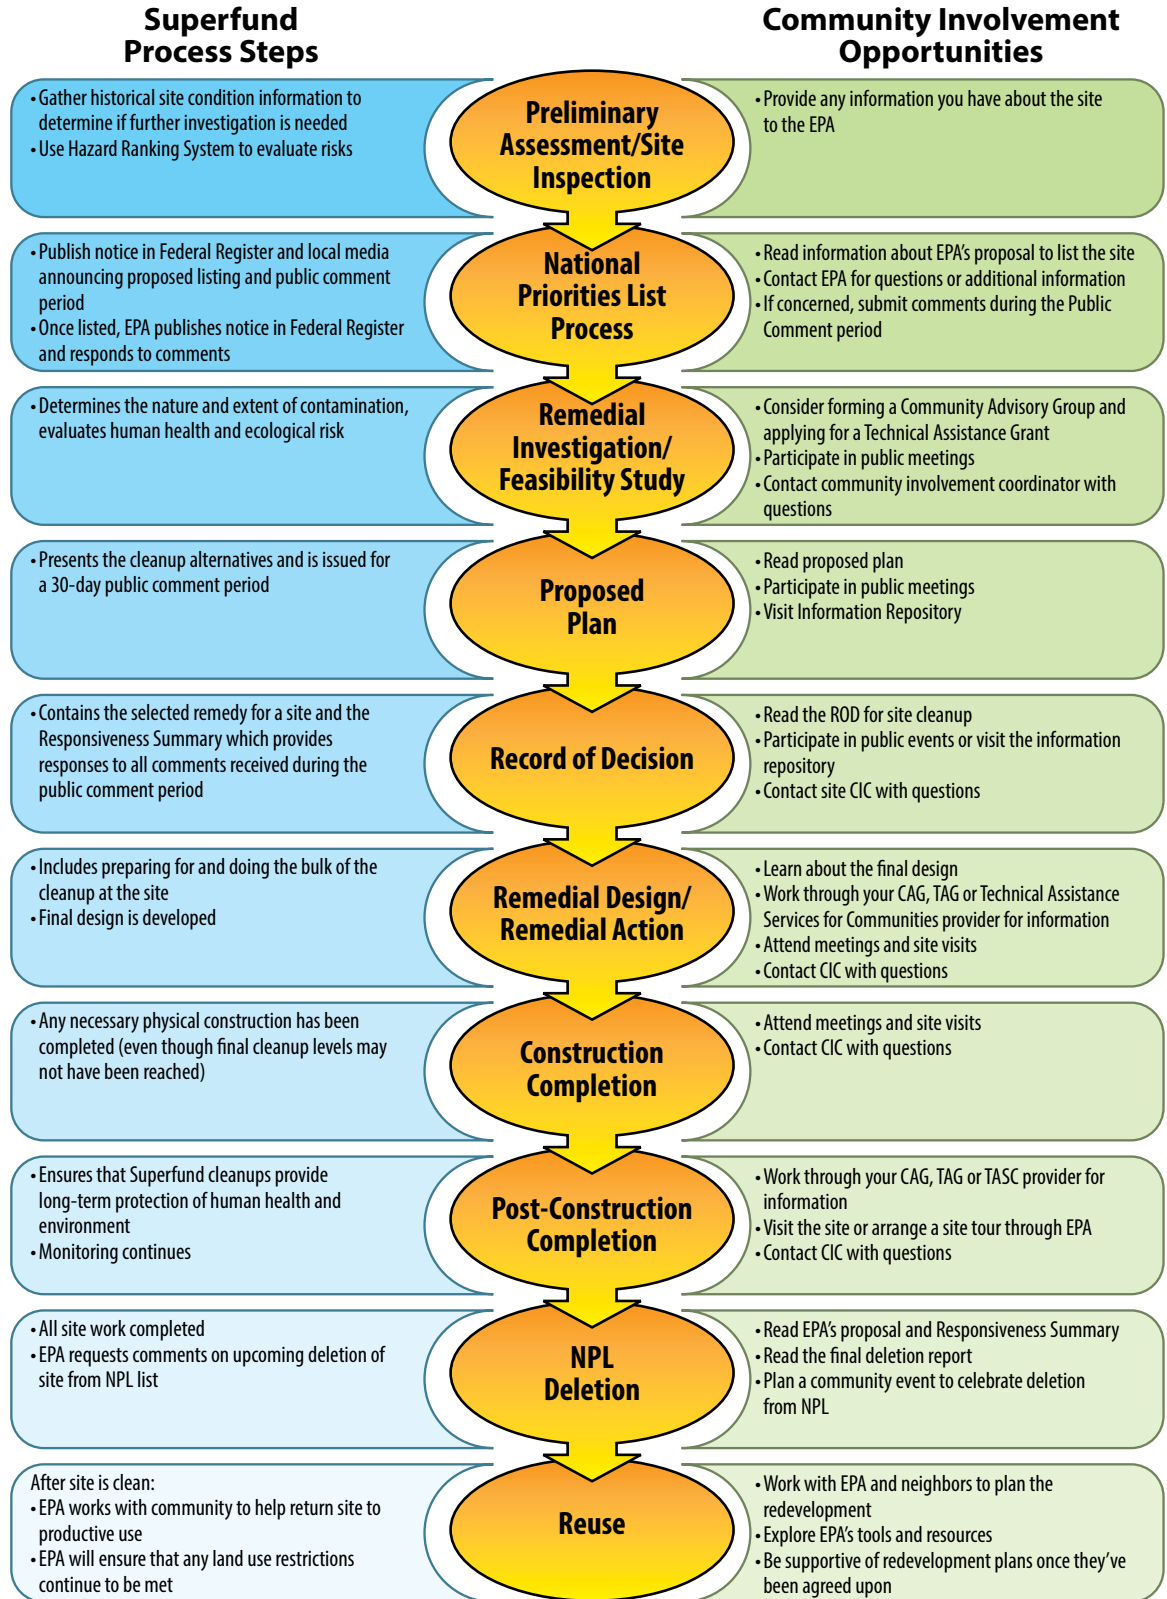 Superfund
Process Steps
Community Involvement
Opportunities
• Gather historical site condition information to
determine if further investigation is needed
• Use Hazard Ranking System to evaluate risks
Preliminary
Assessment/Site
Inspection
• Provide any information you have about the site
to the EPA
• Publish notice in Federal Register and local media
announcing proposed listing and public comment
period
• Once listed, EPA publishes notice in Federal Register
and responds to comments
National
Priorities List
Process
• Read information about EPA's proposal to list the site
• Contact EPA for questions or additional information
• If concerned, submit comments during the Public
Comment period
• Determines the nature and extent of contamination,
evaluates human health and ecological risk
Remedial
Investigation/
Feasibility Study
• Consider forming a Community Advisory Group and
applying for a Technical Assistance Grant
• Participate in public meetings
• Contact community involvement coordinator with
questions
• Presents the cleanup alternatives and is issued for
a 30-day public comment period
Proposed
Plan
• Read proposed plan
• Participate in public meetings
• Visit Information Repository
• Contains the selected remedy for a site and the
Responsiveness Summary which provides
responses to all comments received during the
public comment period
Record of Decision
• Read the ROD for site cleanup
• Participate in public events or visit the information
repository
• Contact site CIC with questions
• Includes preparing for and doing the bulk of the
cleanup at the site
• Final design is developed
Remedial Design/
Remedial Action
• Learn about the final design
• Work through your CAG, TAG or Technical Assistance
Services for Communities provider for information
• Attend meetings and site visits
• Contact CIC with questions
• Any necessary physical construction has been
completed (even though final cleanup levels may
not have been reached)
Construction
Completion
• Attend meetings and site visits
• Contact CIC with questions
• Ensures that Superfund cleanups provide
long-term protection of human health and
environment
• Monitoring continues
Post-Construction
Completion
• Work through your CAG, TAG or TASC provider for
information
• Visit the site or arrange a site tour through EPA
• Contact CIC with questions
• All site work completed
• EPA requests comments on upcoming deletion of
site from NPL list
NPL
Deletion
• Read EPA's proposal and Responsiveness Summary
• Read the final deletion report
• Plan a community event to celebrate deletion
from NPL
After site is clean:
• EPA works with community to help return site to
productive use
• EPA will ensure that any land use restrictions
continue to be met
Reuse
• Work with EPA and neighbors to plan the
redevelopment
• Explore EPA's tools and resources
• Be supportive of redevelopment plans once they've
been agreed upon